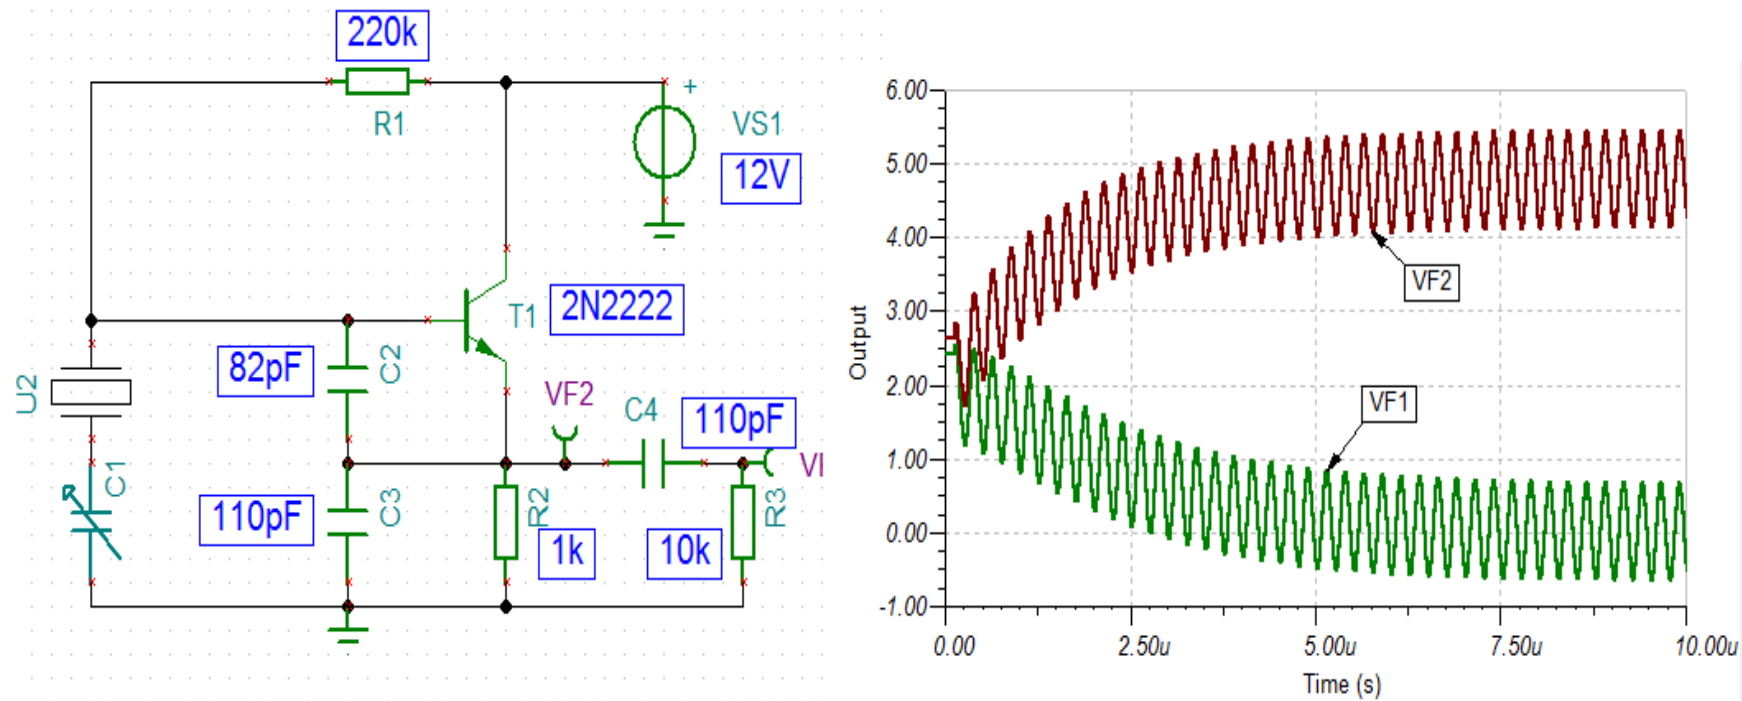 220k
R1
+
VS1
12V
T1
2N2222
U2
82pF
C2
VF2
C4
110pF
VI
C1
110pF
C3
R2
1k
10k
R3
6.00
5.00
4.00
3.00
2.00
1.00
0.00
-1.00
Output
VF2
VF1
0.00
2.50u
5.00u
7.50u
10.00u
Time (s)